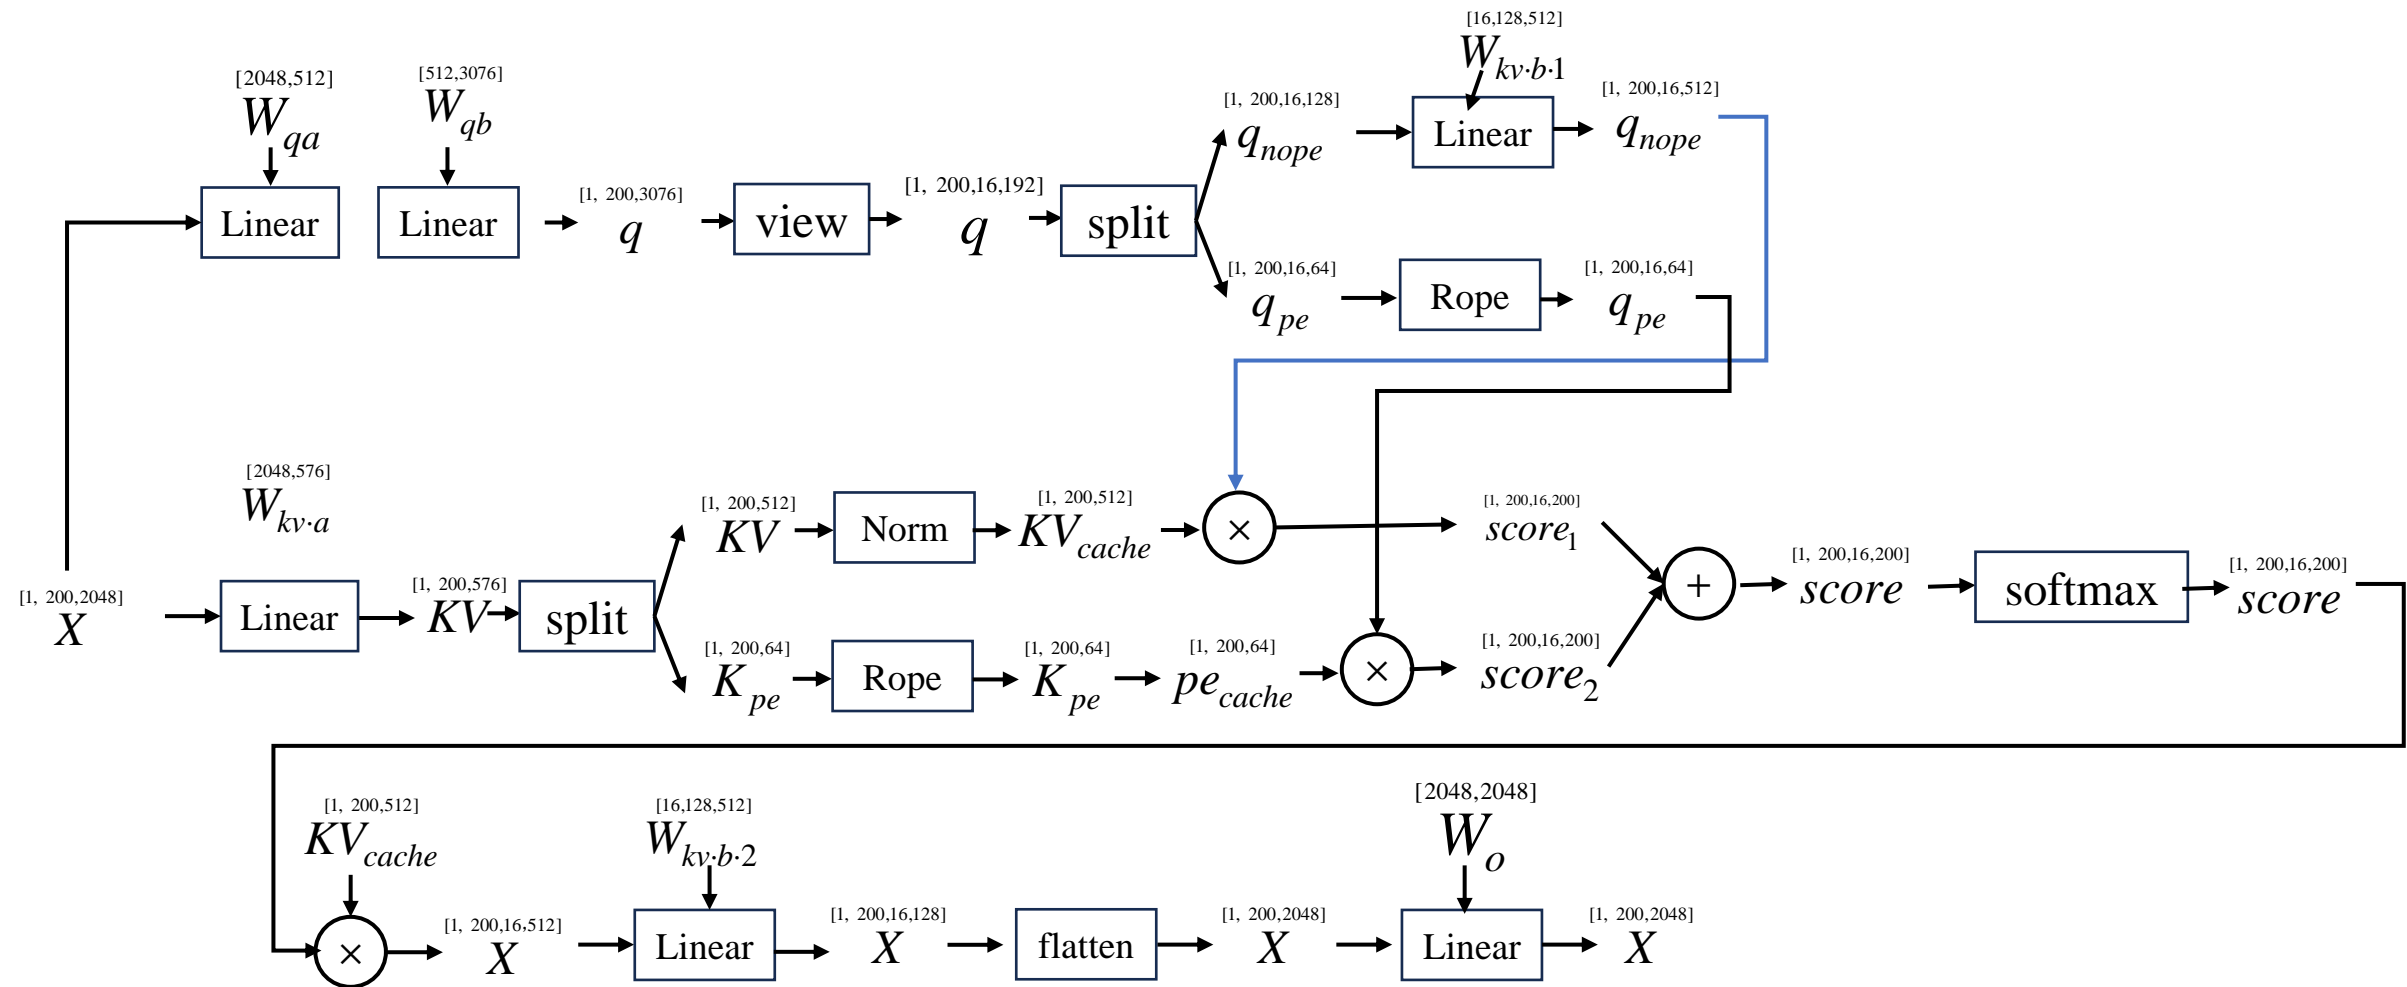 [2048,512]
W_{qa}
Linear
[512,3076]
W_{qb}
Linear
[1, 200,3076]
q
view
[1, 200,16,192]
q
split
[1, 200,16,128]
q_{nope}
[16,128,512]
W_{kv·b·1}
Linear
[1, 200,16,512]
q_{nope}
[1, 200,16,64]
q_{pe}
Rope
[1, 200,16,64]
q_{pe}
[1, 200,2048]
X
[2048,576]
W_{kv·a}
Linear
[1, 200,576]
KV
split
[1, 200,512]
KV
Norm
[1, 200,512]
KV_{cache}
×
[1, 200,16,200]
score_1
[1, 200,64]
K_{pe}
Rope
[1, 200,64]
K_{pe}
[1, 200,64]
pe_{cache}
×
[1, 200,16,200]
score_2
+
[1, 200,16,200]
score
softmax
[1, 200,16,200]
score
[1, 200,512]
KV_{cache}
×
[1, 200,16,512]
X
[16,128,512]
W_{kv·b·2}
Linear
[1, 200,16,128]
X
flatten
[1, 200,2048]
X
[2048,2048]
W_o
Linear
[1, 200,2048]
X